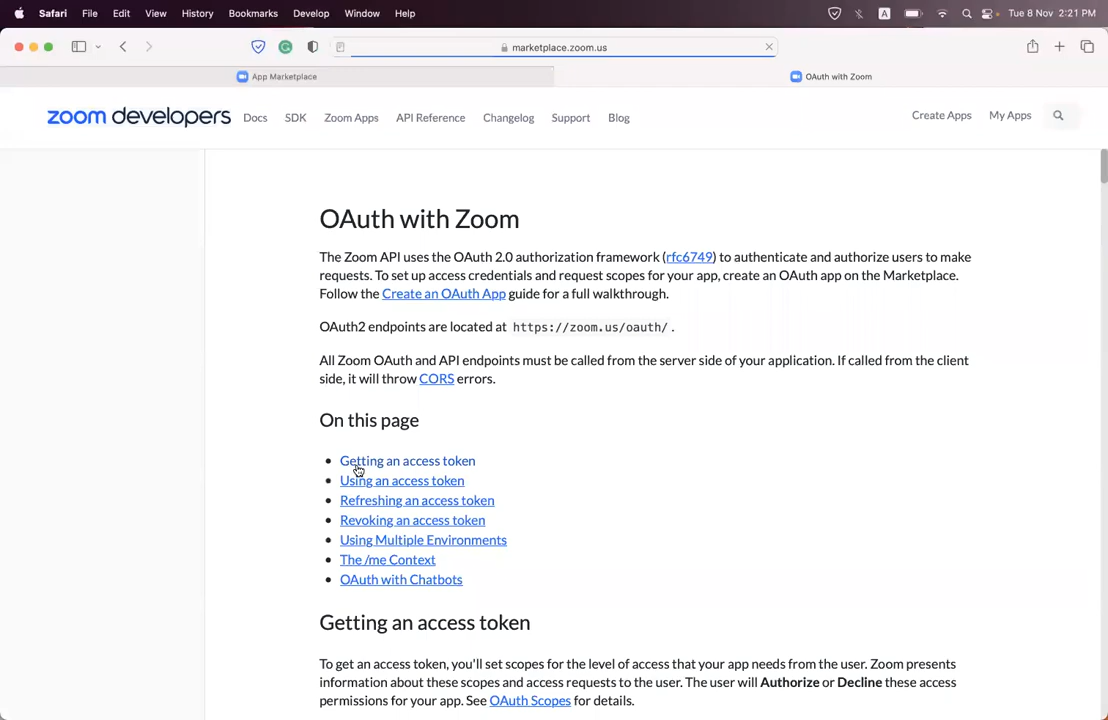 Safari File Edit View History Bookmarks Develop Window Help
A
Tue 8 Nov 2:21 PM
marketplace.zoom.us
App Marketplace
OAuth with Zoom
zoom developers Docs SDK Zoom Apps API Reference Changelog Support Blog Create Apps My Apps
OAuth with Zoom
The Zoom API uses the OAuth 2.0 authorization framework (rfc6749) to authenticate and authorize users to make
requests. To set up access credentials and request scopes for your app, create an OAuth app on the Marketplace.
Follow the Create an OAuth App guide for a full walkthrough.
OAuth2 endpoints are located at https://zoom.us/oauth/ .
All Zoom OAuth and API endpoints must be called from the server side of your application. If called from the client
side, it will throw CORS errors.
On this page
Getting an access token
Using an access token
Refreshing an access token
Revoking an access token
Using Multiple Environments
The /me Context
OAuth with Chatbots
Getting an access token
To get an access token, you'll set scopes for the level of access that your app needs from the user. Zoom presents
information about these scopes and access requests to the user. The user will Authorize or Decline these access
permissions for your app. See OAuth Scopes for details.